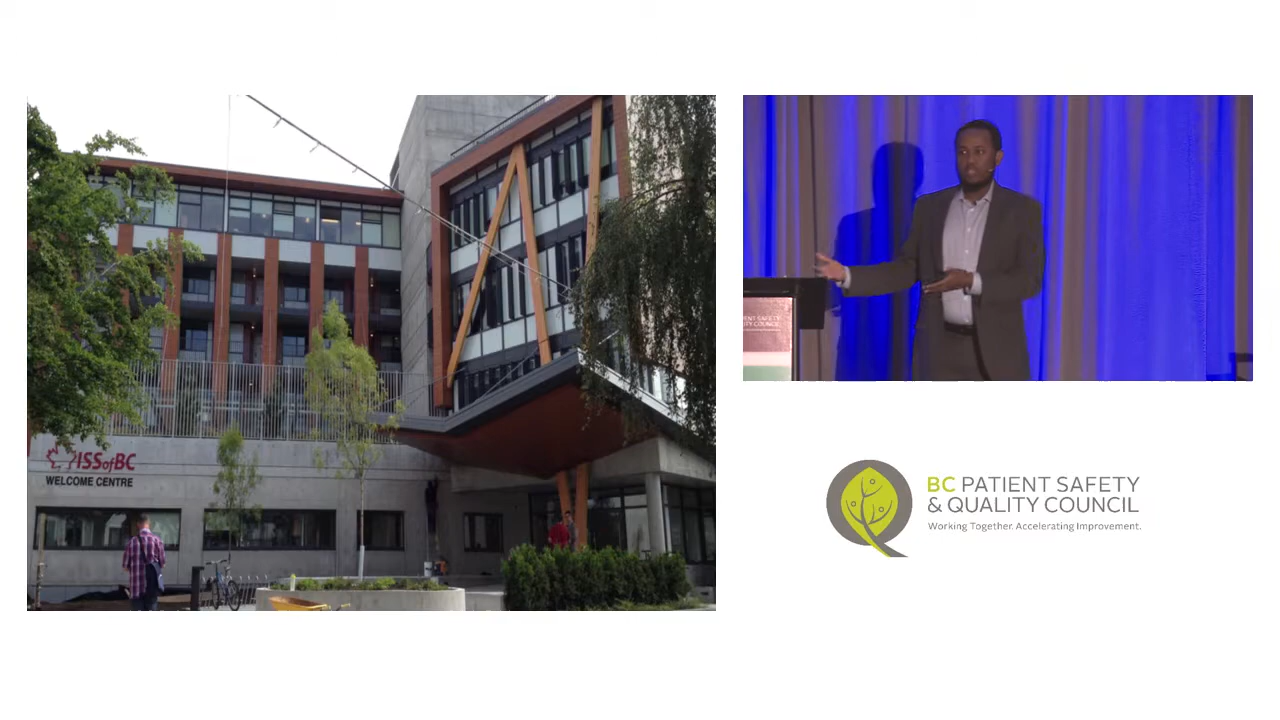 ISSofBC
WELCOME CENTRE
BC PATIENT SAFETY
& QUALITY COUNCIL
Working Together. Accelerating Improvement.